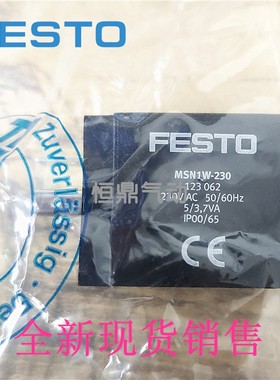 FESTO
FESTO
MSN1W-230
123 062
230V AC 50/60Hz
5/3,7VA
IP00/65
CE
恒鼎气动
zuverlässig
全新现货销售